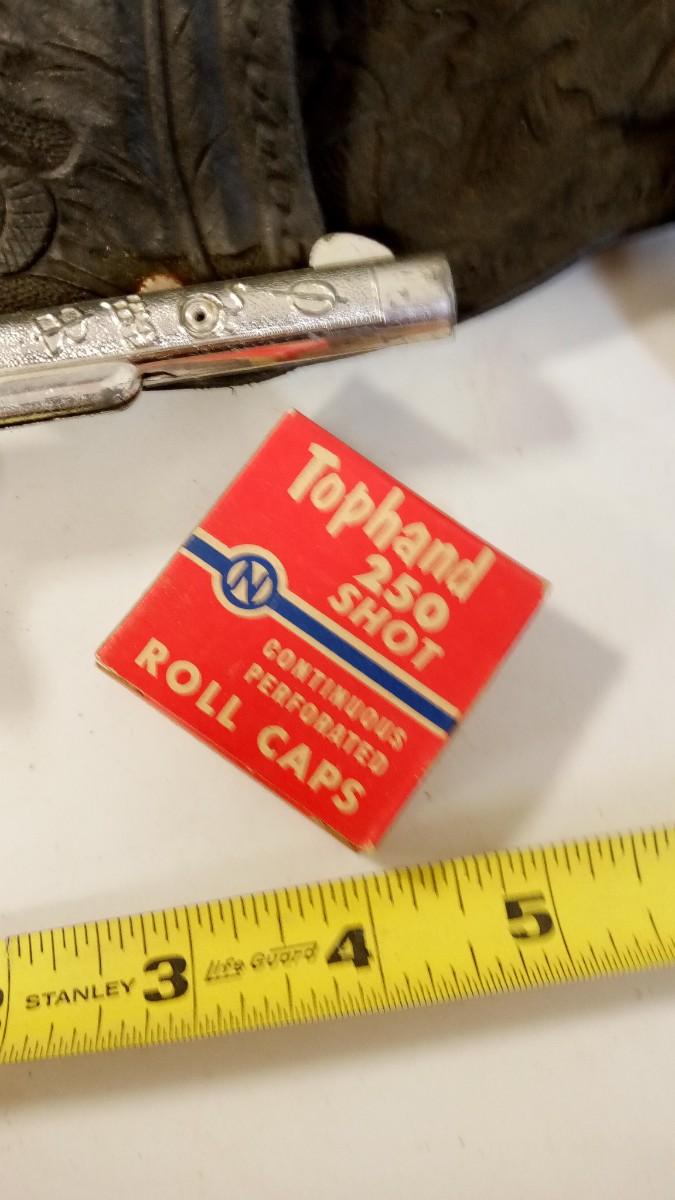 Tophand
250
SHOT
N
CONTINUOUS
PERFORATED
ROLL CAPS
STANLEY 3 Life Guard 4 5